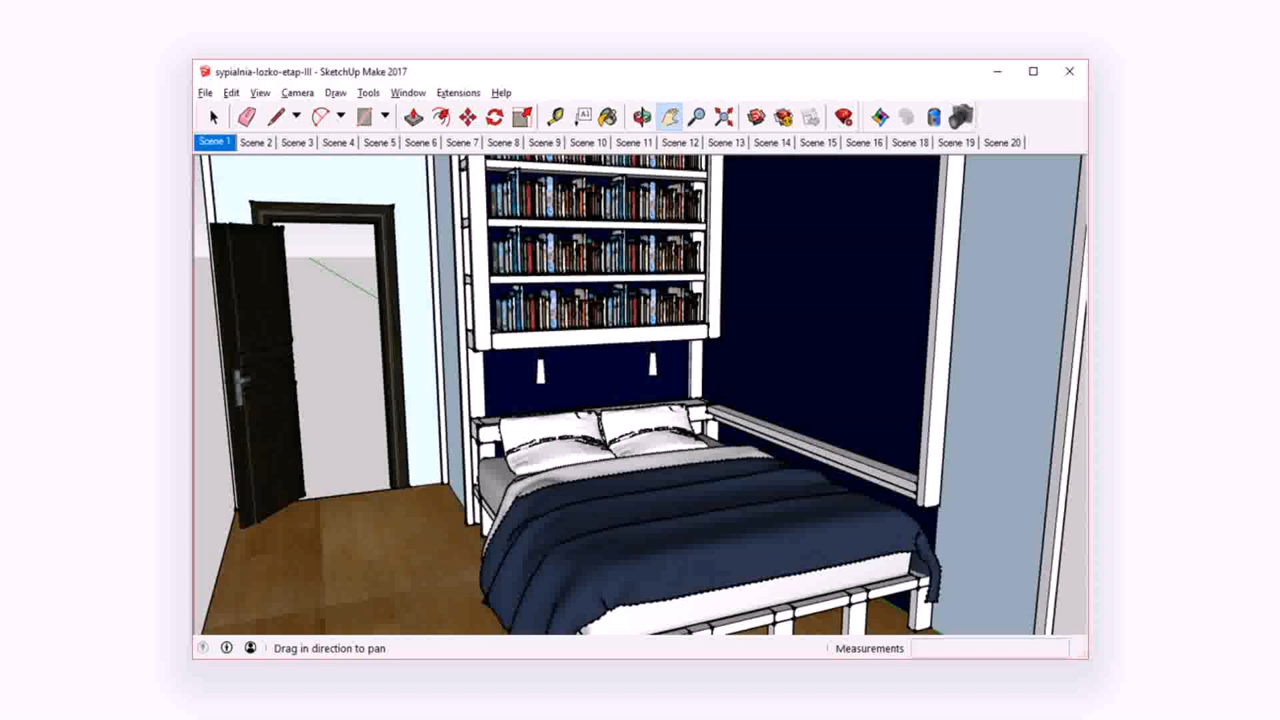 sypialnia-lozko-etap-III - SketchUp Make 2017
File Edit View Camera Draw Tools Window Extensions Help
A1
Scene 1 Scene 2 Scene 3 Scene 4 Scene 5 Scene 6 Scene 7 Scene 8 Scene 9 Scene 10 Scene 11 Scene 12 Scene 13 Scene 14 Scene 15 Scene 16 Scene 18 Scene 19 Scene 20
Drag in direction to pan Measurements